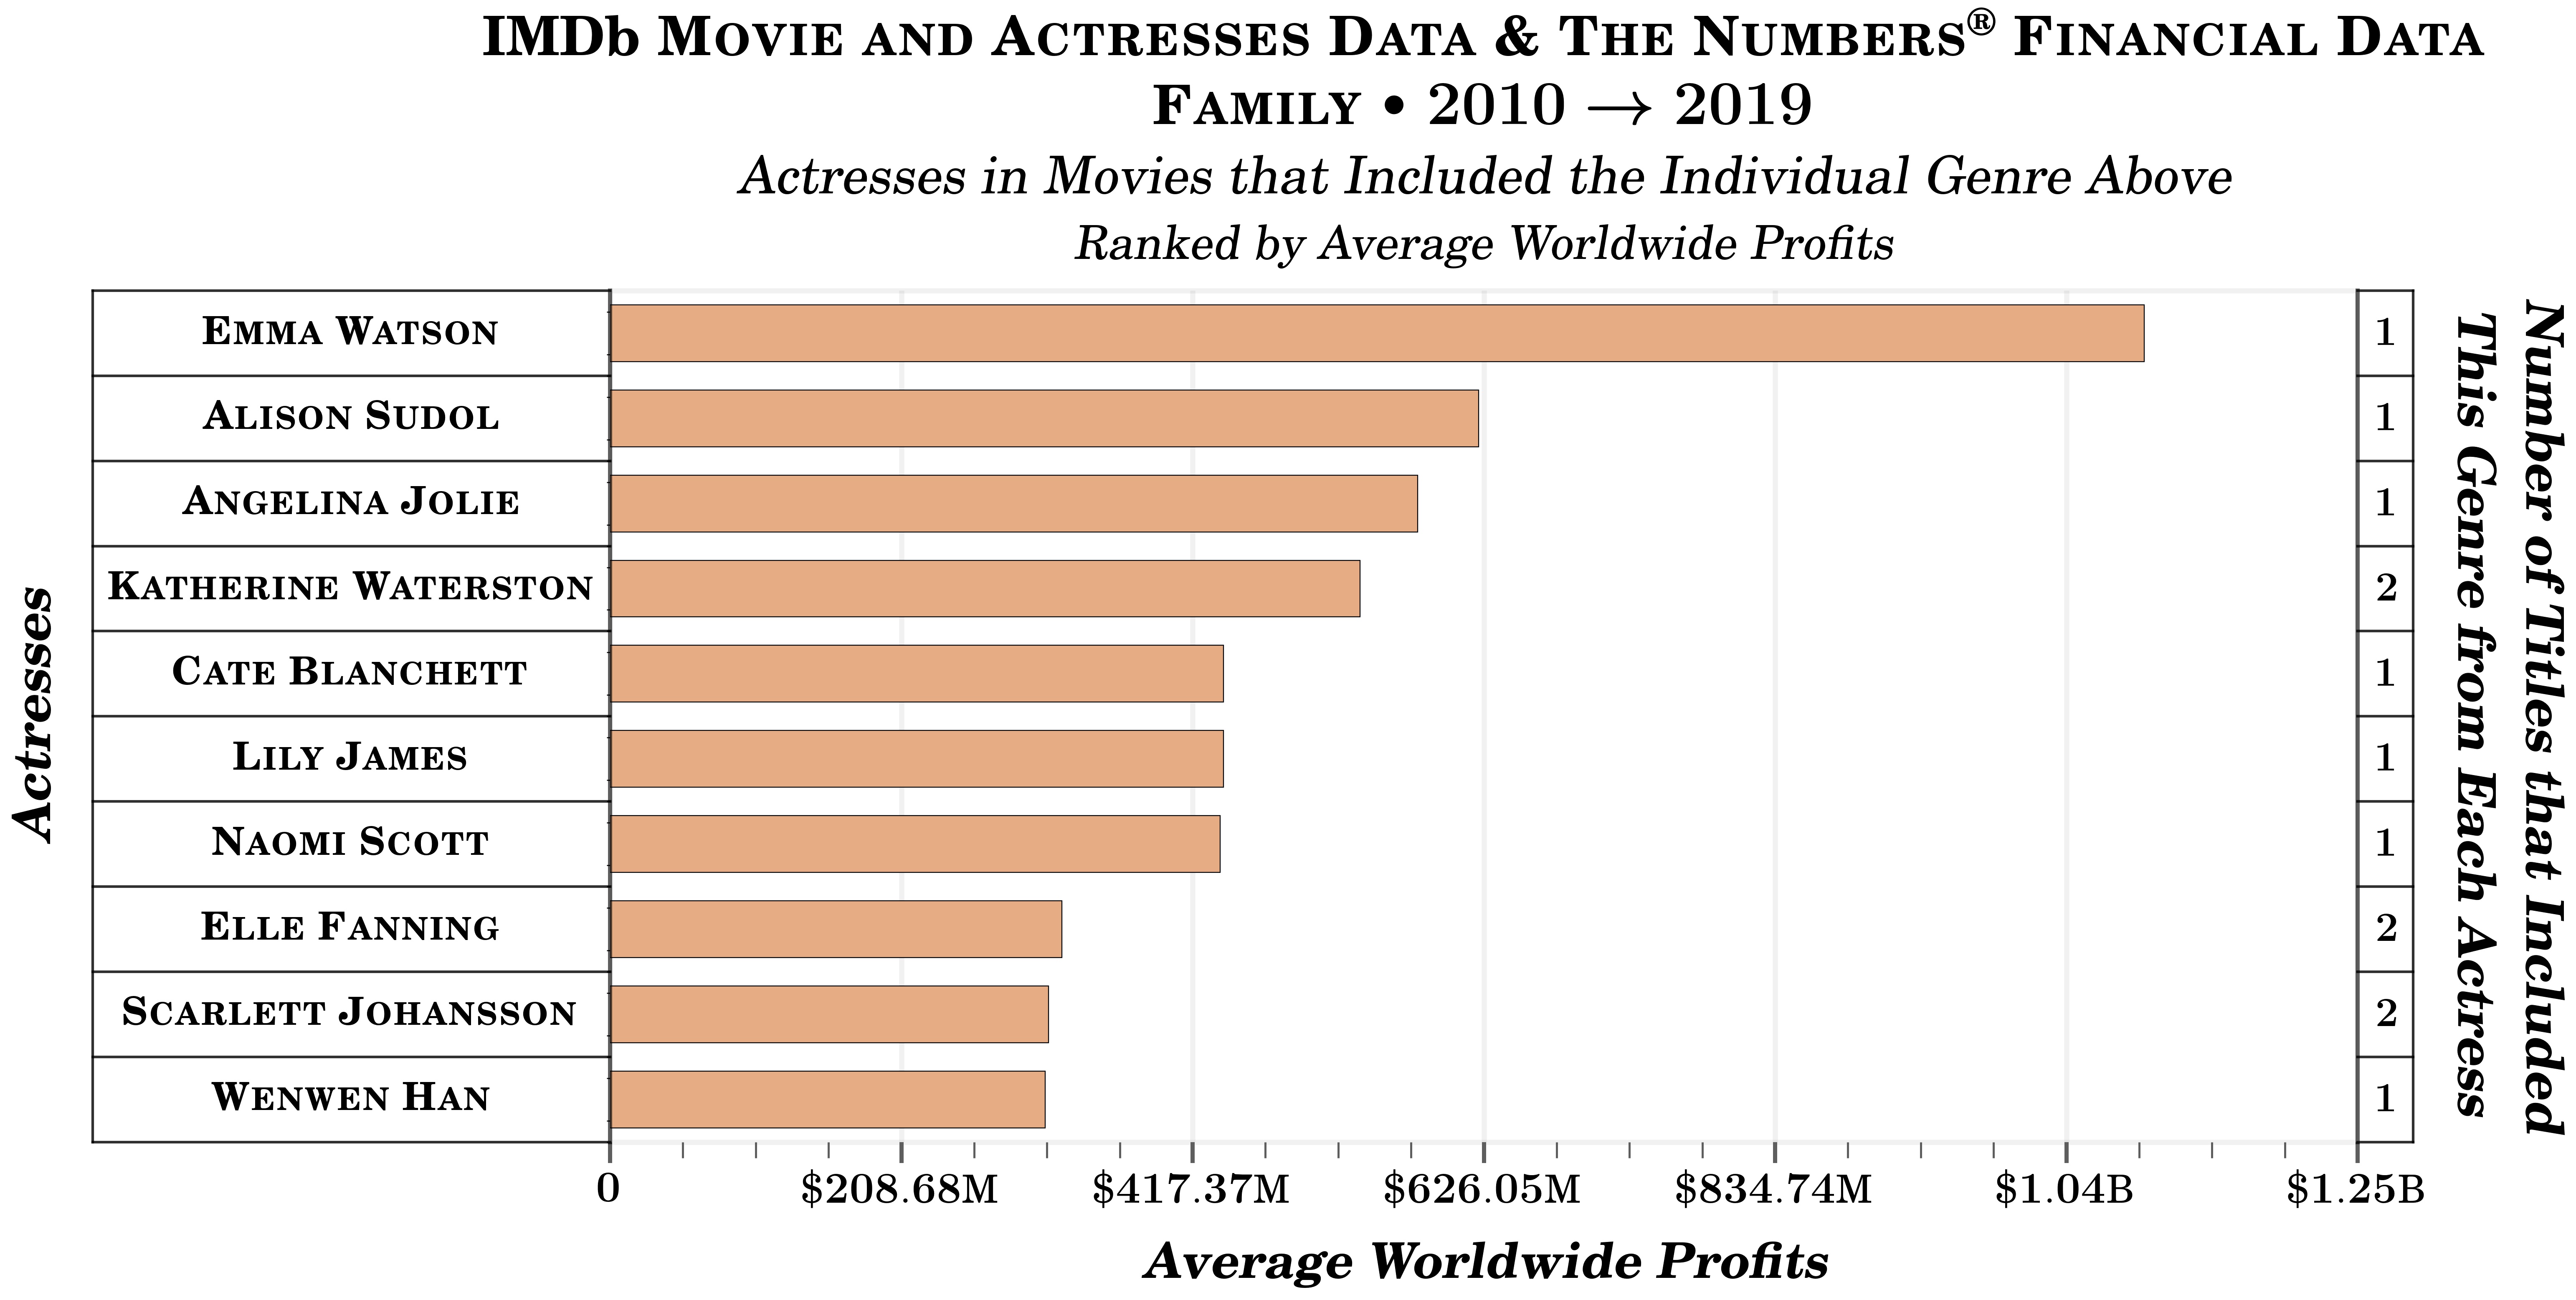 IMDb Movie and Actresses Data & The Numbers® Financial Data
Family • 2010 → 2019
Actresses in Movies that Included the Individual Genre Above
Ranked by Average Worldwide Profits
Actresses
Emma Watson 1
Alison Sudol 1
Angelina Jolie 1
Katherine Waterston 2
Cate Blanchett 1
Lily James 1
Naomi Scott 1
Elle Fanning 2
Scarlett Johansson 2
Wenwen Han 1
Number of Titles that Included
This Genre from Each Actress
0 $208.68M $417.37M $626.05M $834.74M $1.04B $1.25B
Average Worldwide Profits